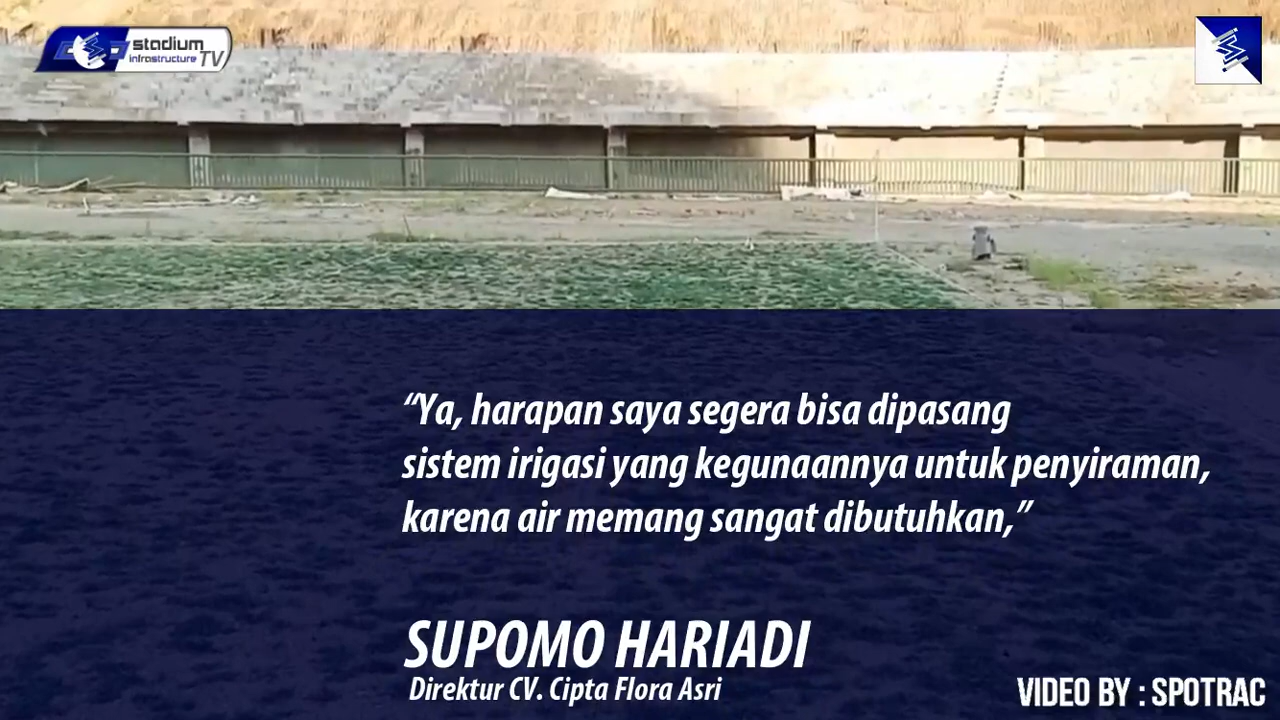 stadium
infrastructure TV
“Ya, harapan saya segera bisa dipasang
sistem irigasi yang kegunaannya untuk penyiraman,
karena air memang sangat dibutuhkan,”
SUPOMO HARIADI
Direktur CV. Cipta Flora Asri
VIDEO BY : SPOTRAC